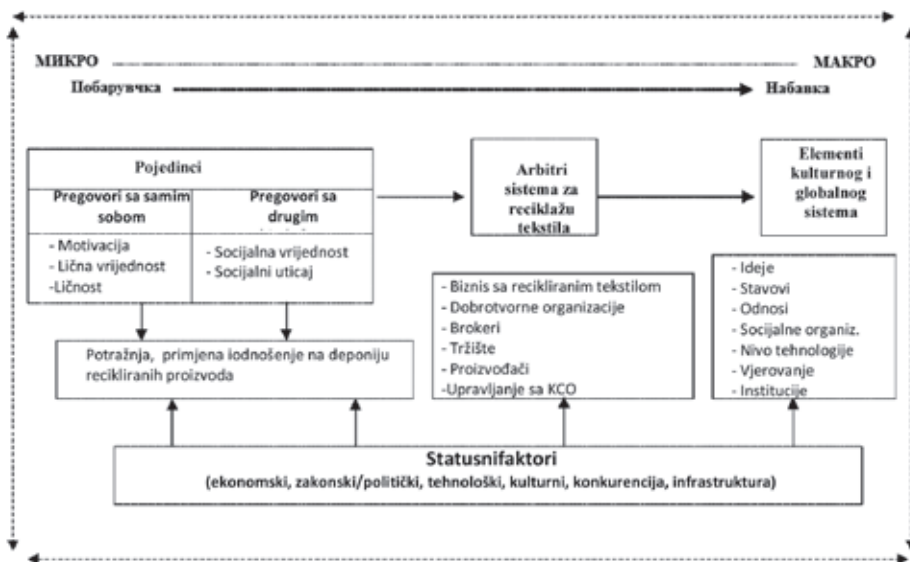 МИКРО
МАКРО
Побарувчка
Набавка
Pojedinci
Pregovori sa samim
sobom
- Motivacija
- Lična vrijednost
-Ličnost
Pregovori sa
drugim
- Socijalna vrijednost
- Socijalni uticaj
Arbitri
sistema za
reciklažu
tekstila
Elementi
kulturnog i
globalnog
sistema
- Biznis sa recikliranim tekstilom
- Dobrotvorne organizacije
- Brokeri
- Tržište
- Proizvođači
-Upravljanje sa KCO
- Ideje
- Stavovi
- Odnosi
- Socijalne organiz.
- Nivo tehnologije
- Vjerovanje
- Institucije
Potražnja, primjena iodnošenje na deponiju
recikliranih proizvoda
Statusnifaktori
(ekonomski, zakonski/politički, tehnološki, kulturni, konkurencija, infrastruktura)